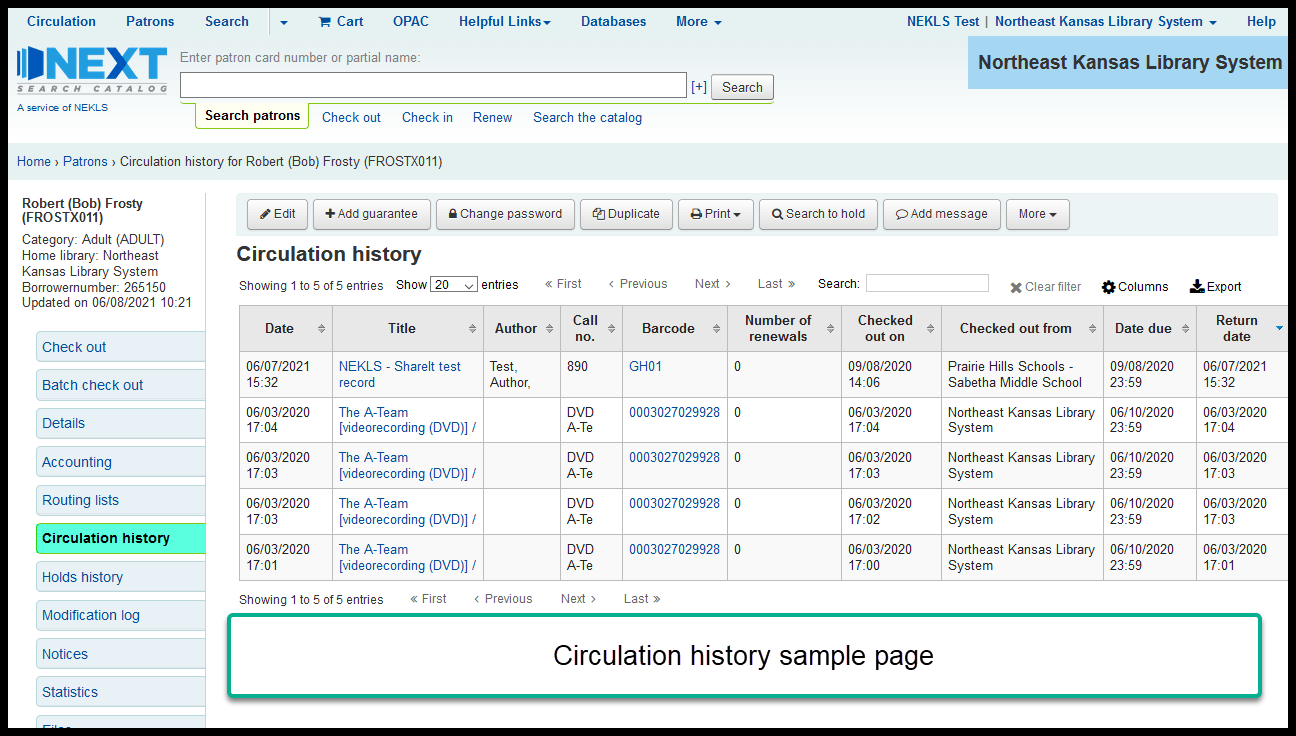 Circulation Patrons Search Cart OPAC Helpful Links Databases More NEKLS Test | Northeast Kansas Library System Help
NEXT
SEARCH CATALOG
A service of NEKLS
Enter patron card number or partial name:
[+] Search
Search patrons Check out Check in Renew Search the catalog
Northeast Kansas Library System
Home › Patrons › Circulation history for Robert (Bob) Frosty (FROSTX011)
Robert (Bob) Frosty
(FROSTX011)
Category: Adult (ADULT)
Home library: Northeast
Kansas Library System
Borrowernumber: 265150
Updated on 06/08/2021 10:21
Check out
Batch check out
Details
Accounting
Routing lists
Circulation history
Holds history
Modification log
Notices
Statistics
Files
Edit Add guarantee Change password Duplicate Print Search to hold Add message More
Circulation history
Showing 1 to 5 of 5 entries Show 20 entries « First ‹ Previous Next › Last » Search: Clear filter Columns Export
Date Title Author Call no. Barcode Number of renewals Checked out on Checked out from Date due Return date
06/07/2021 15:32 NEKLS - ShareIt test record Test, Author, 890 GH01 0 09/08/2020 14:06 Prairie Hills Schools - Sabetha Middle School 09/08/2020 23:59 06/07/2021 15:32
06/03/2020 17:04 The A-Team [videorecording (DVD)] / DVD A-Te 0003027029928 0 06/03/2020 17:04 Northeast Kansas Library System 06/10/2020 23:59 06/03/2020 17:04
06/03/2020 17:03 The A-Team [videorecording (DVD)] / DVD A-Te 0003027029928 0 06/03/2020 17:03 Northeast Kansas Library System 06/10/2020 23:59 06/03/2020 17:03
06/03/2020 17:03 The A-Team [videorecording (DVD)] / DVD A-Te 0003027029928 0 06/03/2020 17:02 Northeast Kansas Library System 06/10/2020 23:59 06/03/2020 17:03
06/03/2020 17:01 The A-Team [videorecording (DVD)] / DVD A-Te 0003027029928 0 06/03/2020 17:00 Northeast Kansas Library System 06/10/2020 23:59 06/03/2020 17:01
Showing 1 to 5 of 5 entries « First ‹ Previous Next › Last »
Circulation history sample page